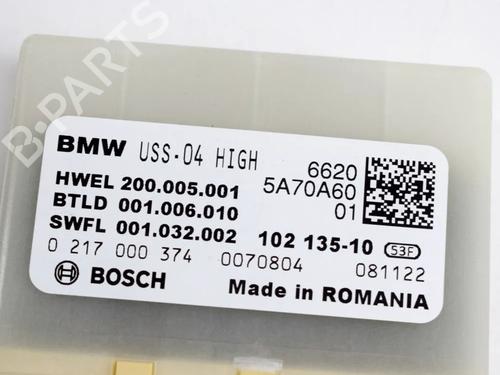 B-PARTS
BMW USS-04 HIGH 6620
HWEL 200.005.001 5A70A60
BTLD 001.006.010 01
SWFL 001.032.002 102 135-10 53F
0 217 000 374 0070804 081122
BOSCH Made in ROMANIA